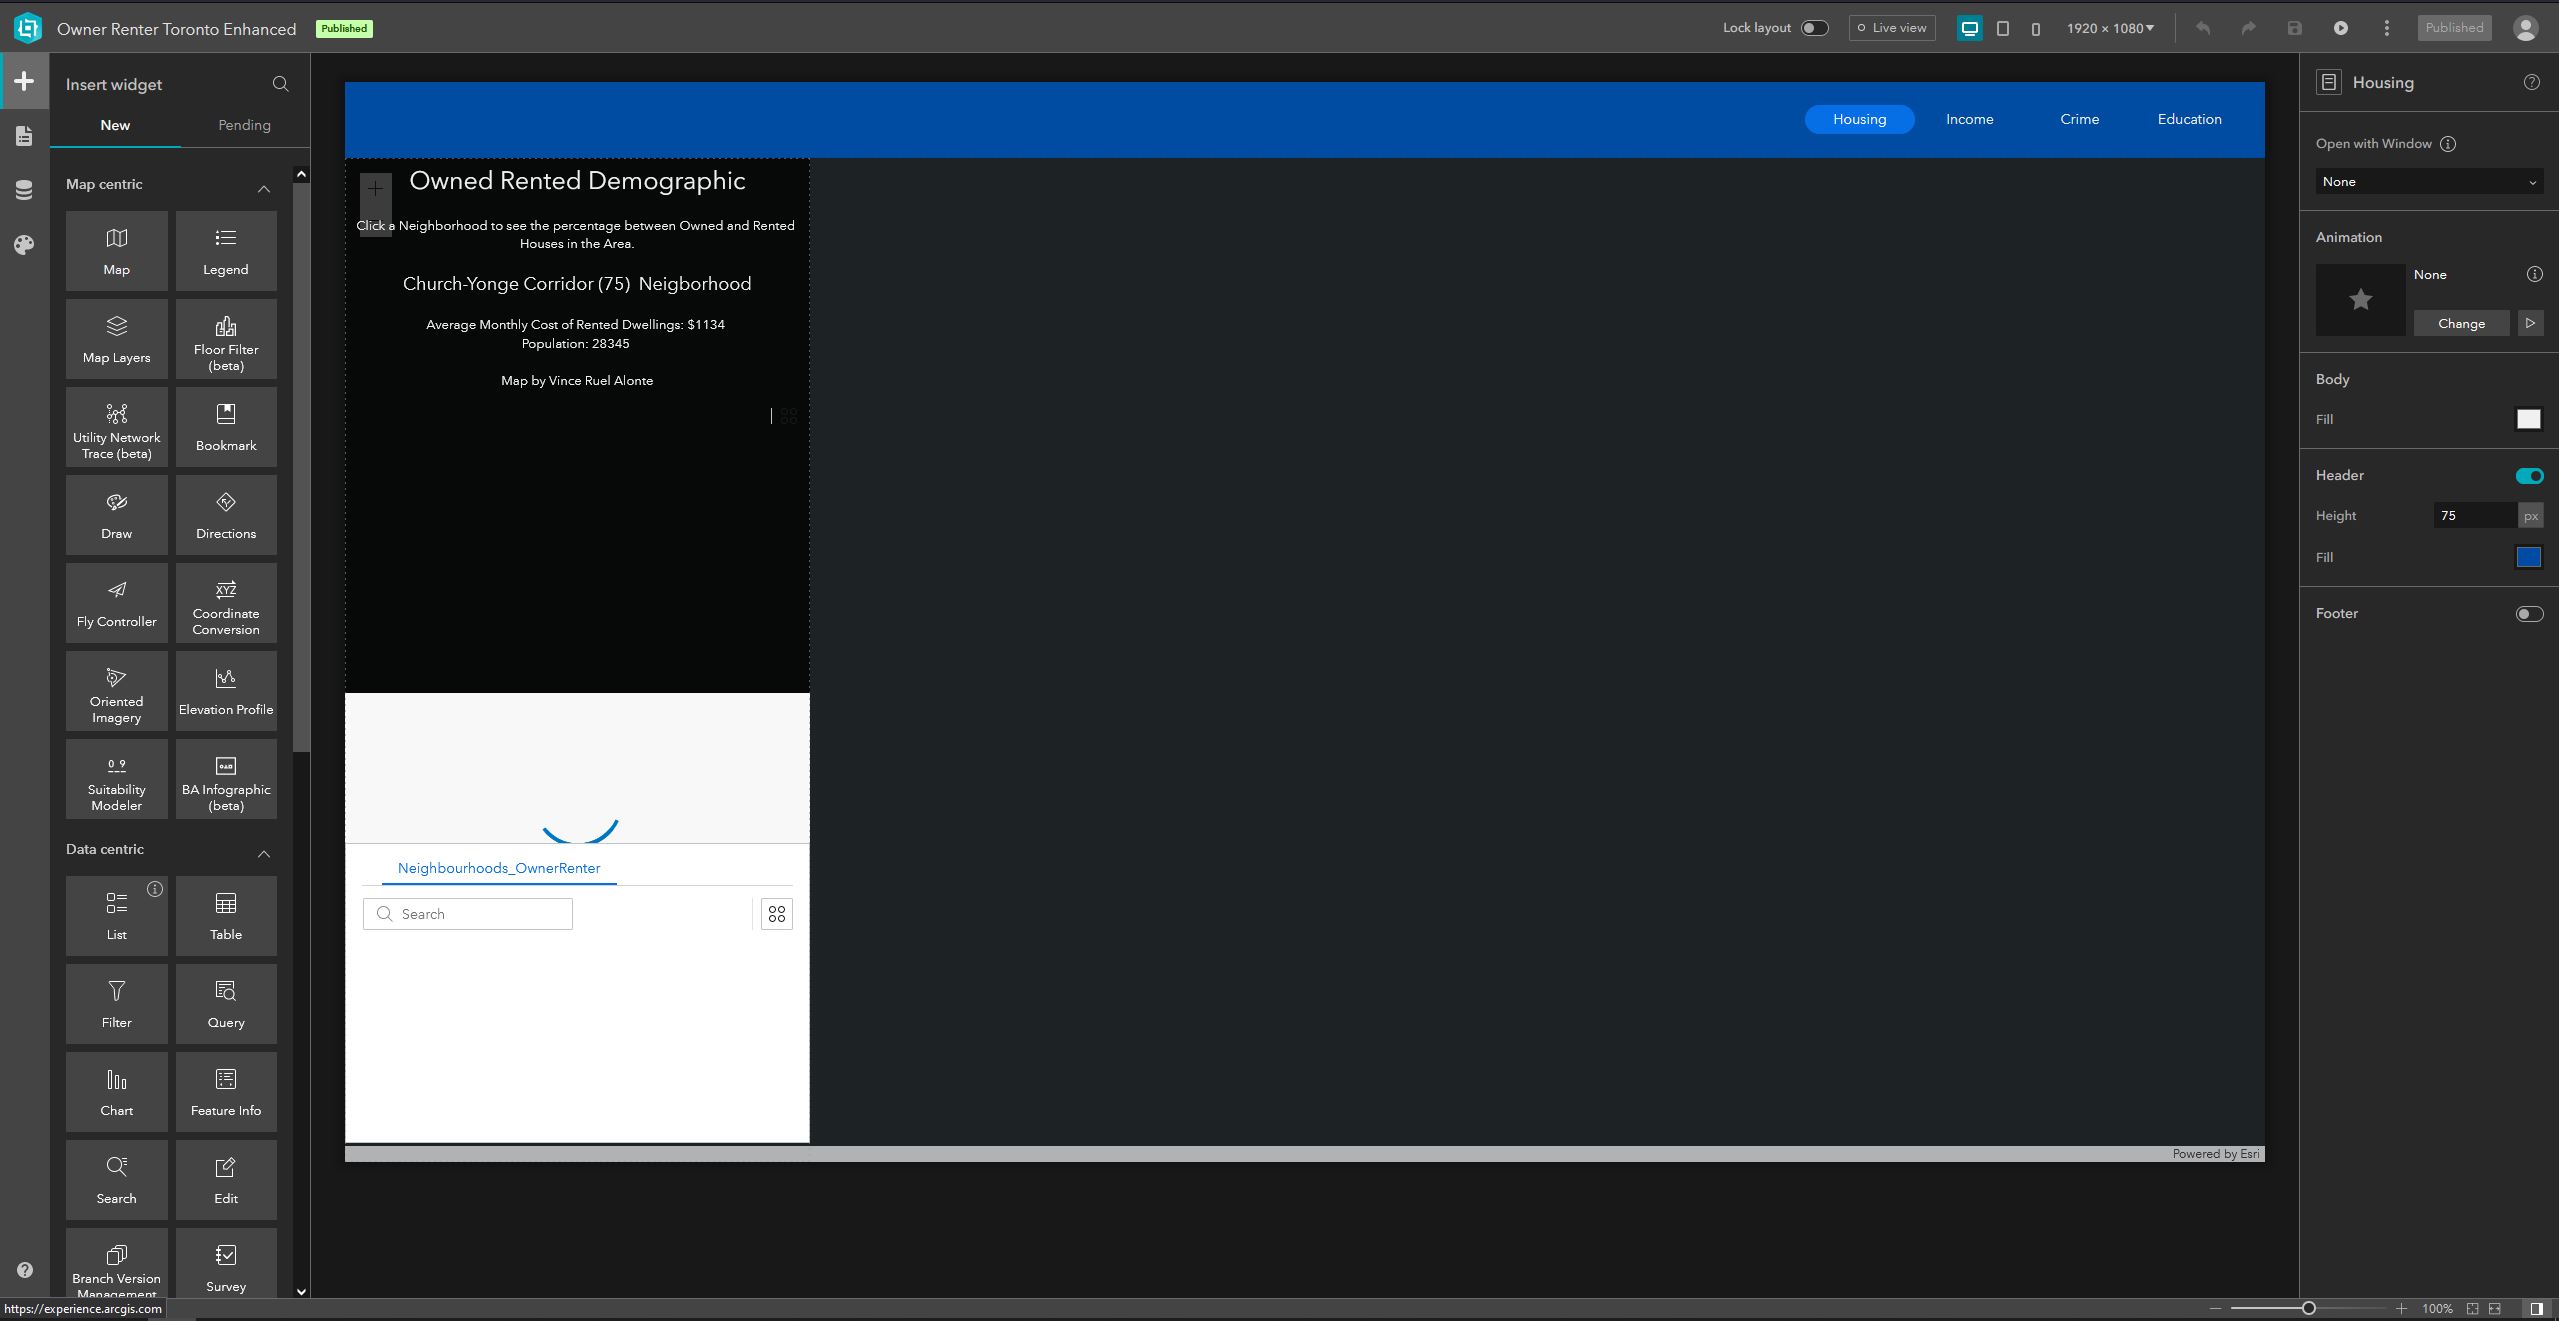 Owner Renter Toronto Enhanced
Published
Lock layout
Live view
1920 × 1080
Published
Insert widget
New
Pending
Map centric
Map
Legend
Map Layers
Floor Filter
(beta)
Utility Network
Trace (beta)
Bookmark
Draw
Directions
Fly Controller
XYZ
Coordinate
Conversion
Oriented
Imagery
Elevation Profile
0 9
Suitability
Modeler
BA Infographic
(beta)
Data centric
List
Table
Filter
Query
Chart
Feature Info
Search
Edit
Branch Version
Management
Survey
https://experience.arcgis.com
Housing
Income
Crime
Education
Owned Rented Demographic
Click a Neighborhood to see the percentage between Owned and Rented
Houses in the Area.
Church-Yonge Corridor (75) Neigborhood
Average Monthly Cost of Rented Dwellings: $1134
Population: 28345
Map by Vince Ruel Alonte
Neighbourhoods_OwnerRenter
Search
Powered by Esri
Housing
Open with Window
None
Animation
None
Change
Body
Fill
Header
Height
75
px
Fill
Footer
100%